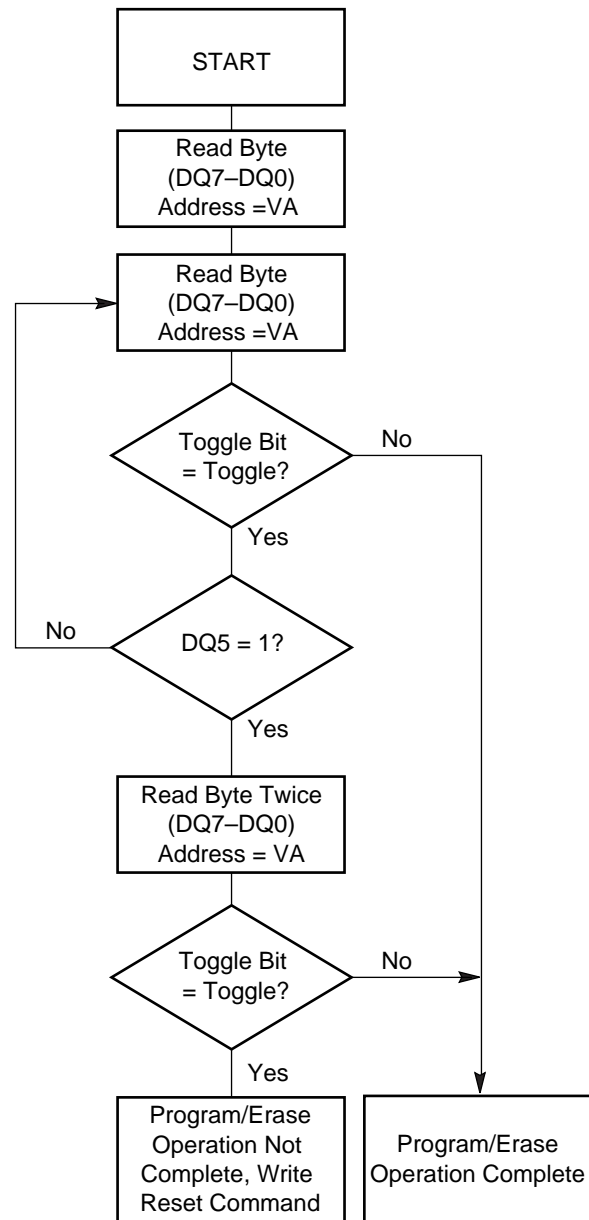 START
Read Byte
(DQ7–DQ0)
Address =VA
Read Byte
(DQ7–DQ0)
Address =VA
Toggle Bit
= Toggle?
No
Yes
No
DQ5 = 1?
Yes
Read Byte Twice
(DQ7–DQ0)
Address = VA
Toggle Bit
= Toggle?
No
Yes
Program/Erase
Operation Not
Complete, Write
Reset Command
Program/Erase
Operation Complete